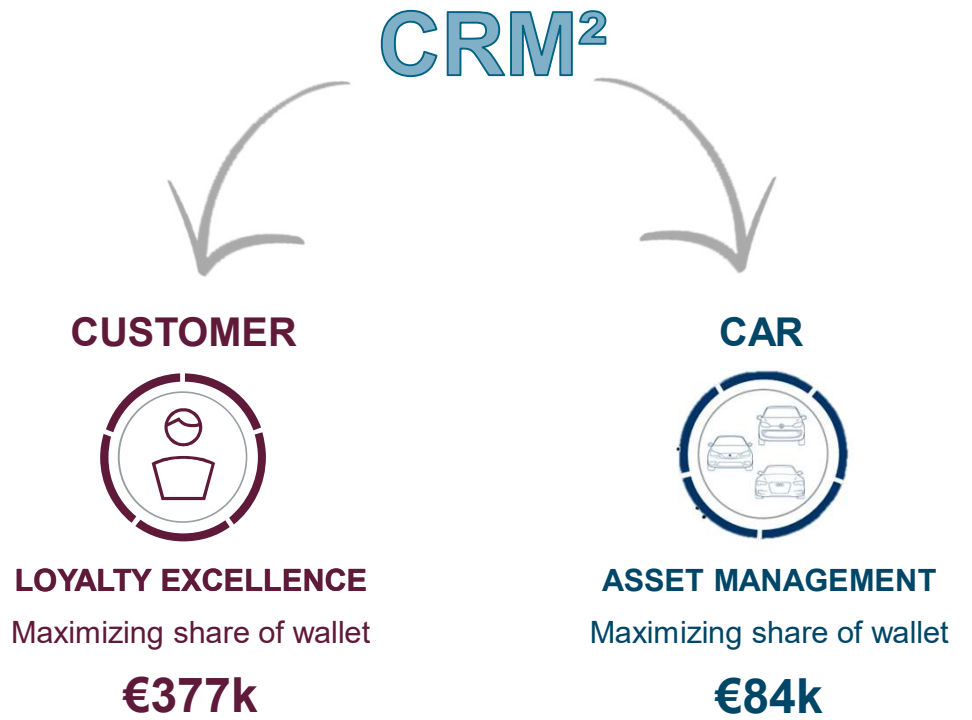 CRM²
CUSTOMER
CAR
LOYALTY EXCELLENCE
ASSET MANAGEMENT
Maximizing share of wallet
Maximizing share of wallet
€377k
€84k